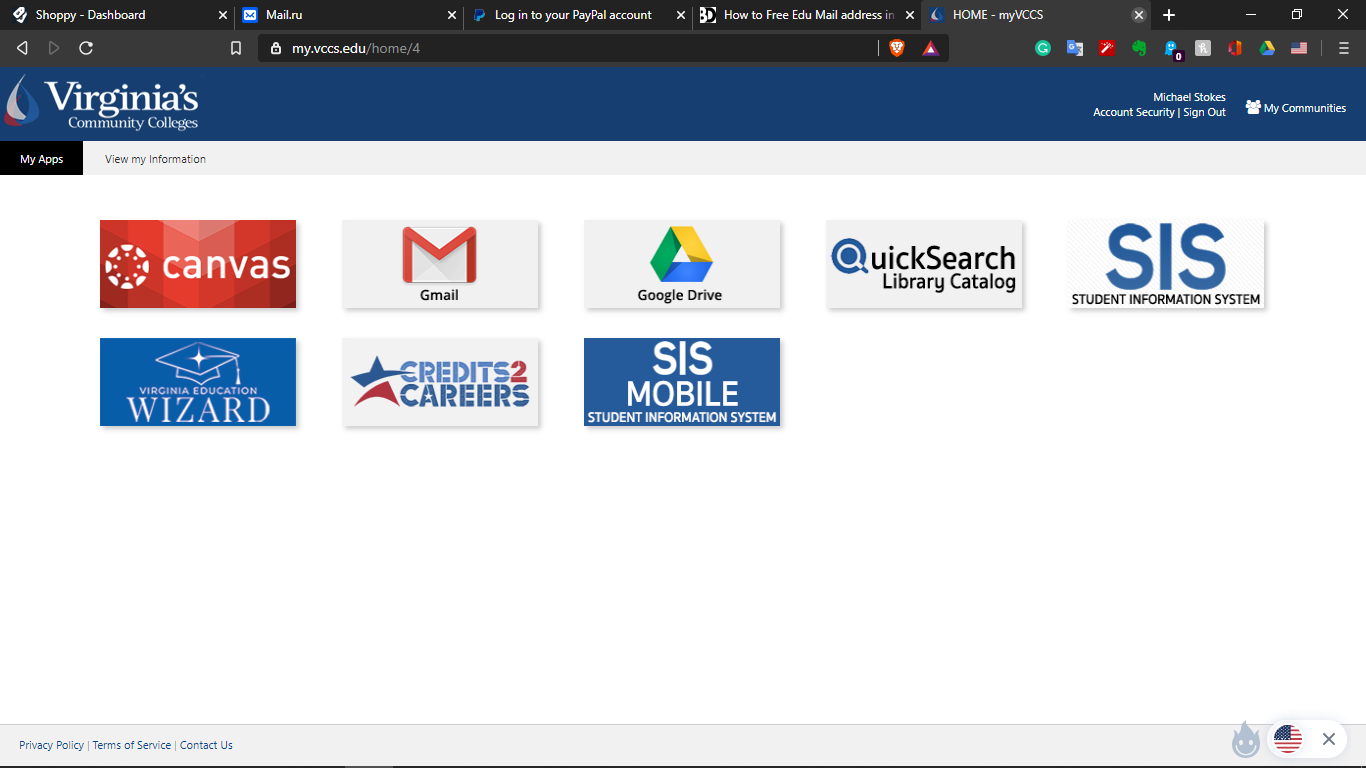 Shoppy - Dashboard
Mail.ru
Log in to your PayPal account
How to Free Edu Mail address in
HOME - myVCCS
my.vccs.edu/home/4
0
Virginia's
Community Colleges
Michael Stokes
Account Security | Sign Out
My Communities
My Apps
View my Information
canvas
Gmail
Google Drive
QuickSearch
Library Catalog
SIS
STUDENT INFORMATION SYSTEM
VIRGINIA EDUCATION
WIZARD
CREDITS2
CAREERS
SIS
MOBILE
STUDENT INFORMATION SYSTEM
Privacy Policy | Terms of Service | Contact Us